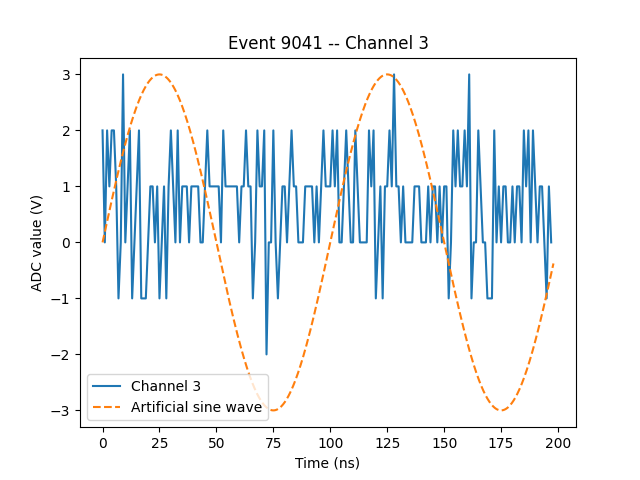 Event 9041 -- Channel 3
ADC value (V)
3
2
1
0
−1
−2
−3
Channel 3
Artificial sine wave
0 25 50 75 100 125 150 175 200
Time (ns)